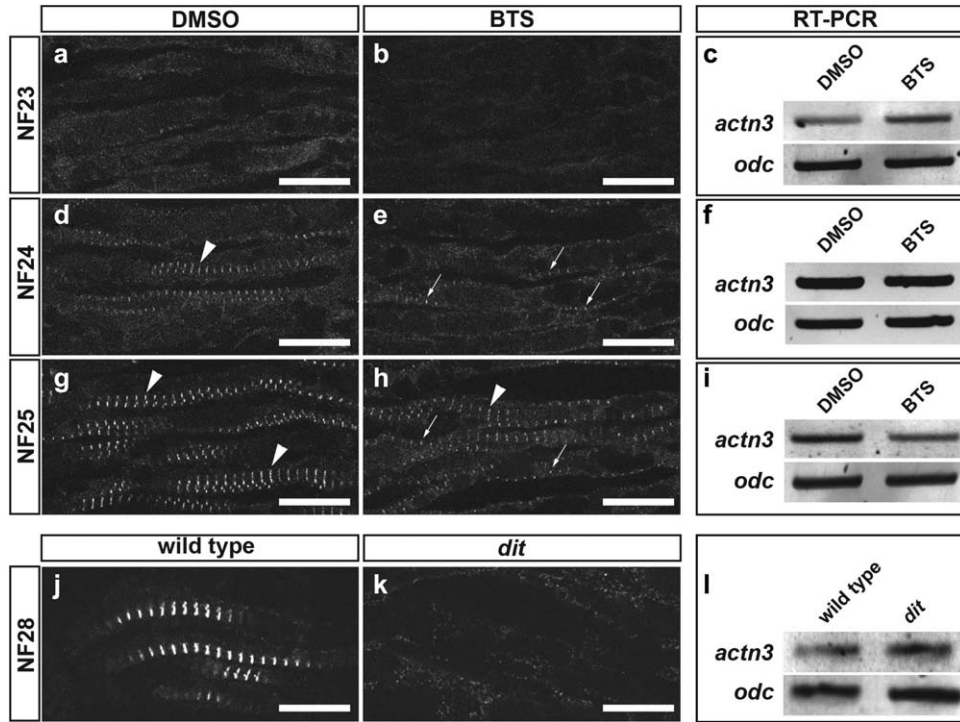 DMSO BTS RT-PCR
NF23 a b c DMSO BTS
actn3
odc
NF24 d e f DMSO BTS
actn3
odc
NF25 g h i DMSO BTS
actn3
odc
wild type dit
NF28 j k l wild type dit
actn3
odc